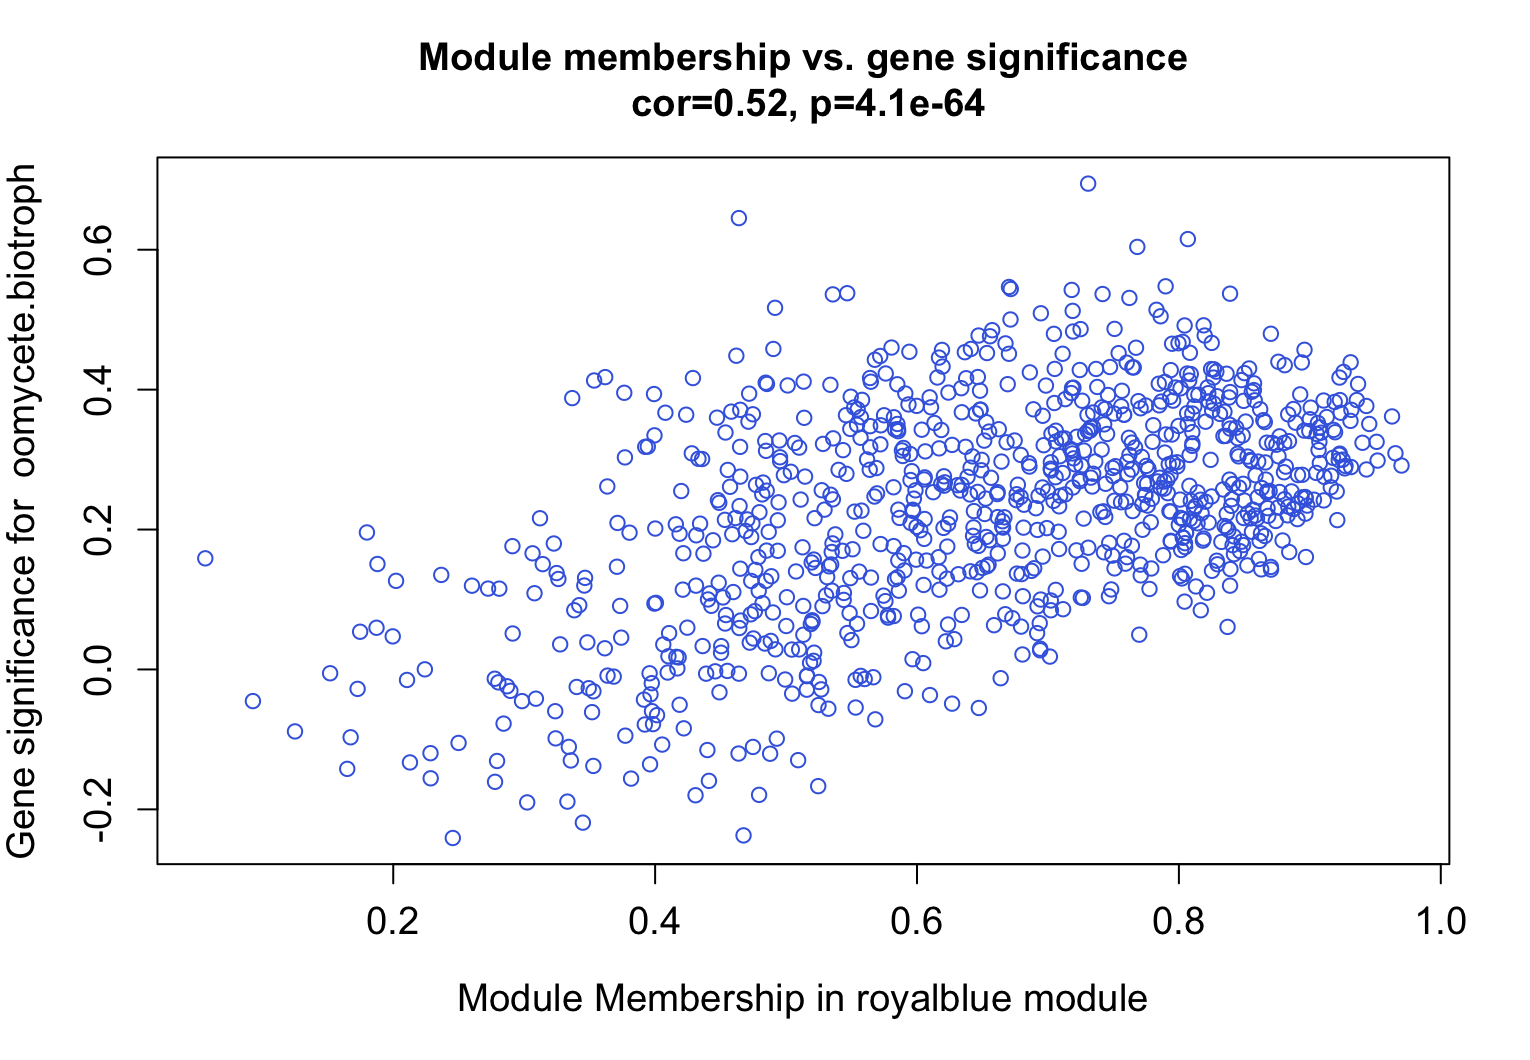 Module membership vs. gene significance
cor=0.52, p=4.1e-64
Gene significance for oomycete.biotroph
0.6
0.4
0.2
0.0
-0.2
0.2 0.4 0.6 0.8 1.0
Module Membership in royalblue module